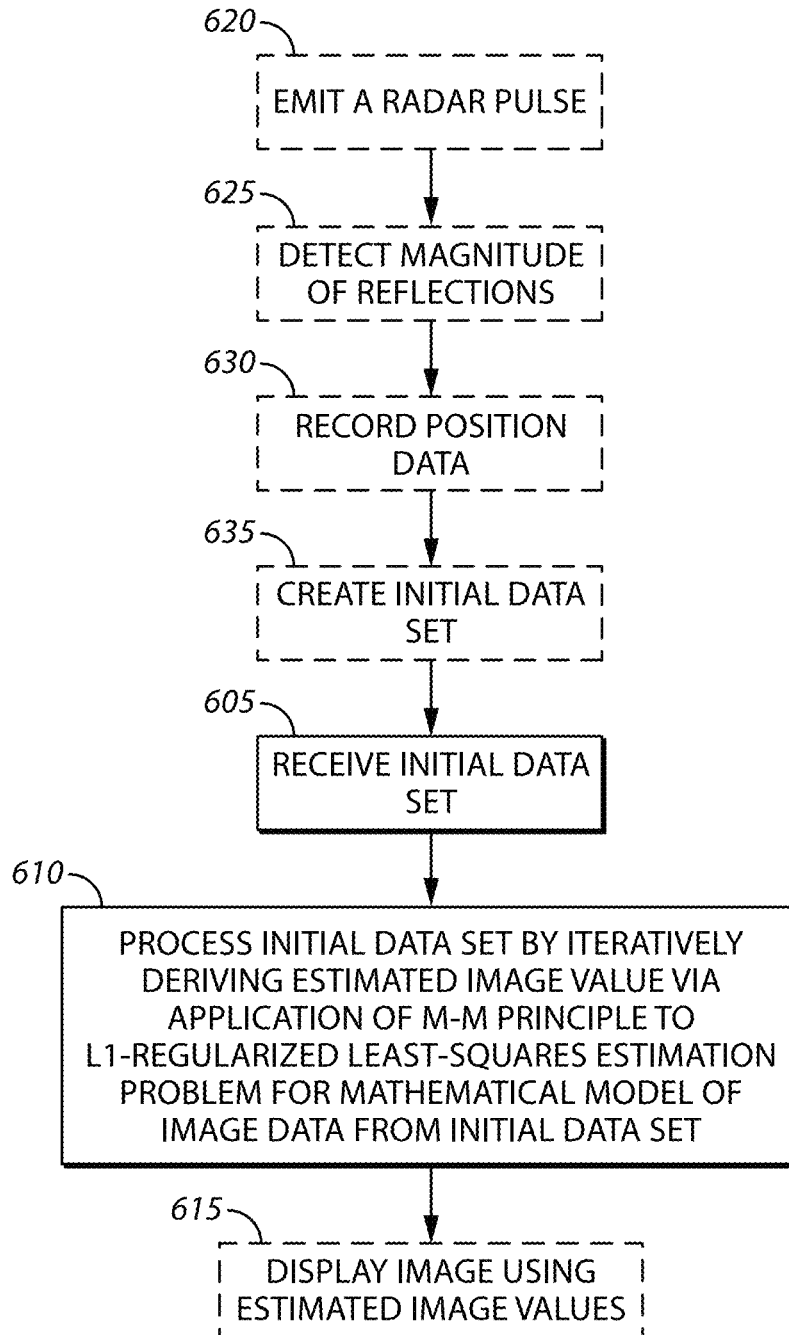 620
EMIT A RADAR PULSE
625
DETECT MAGNITUDE
OF REFLECTIONS
630
RECORD POSITION
DATA
635
CREATE INITIAL DATA
SET
605
RECEIVE INITIAL DATA
SET
610
PROCESS INITIAL DATA SET BY ITERATIVELY
DERIVING ESTIMATED IMAGE VALUE VIA
APPLICATION OF M-M PRINCIPLE TO
L1-REGULARIZED LEAST-SQUARES ESTIMATION
PROBLEM FOR MATHEMATICAL MODEL OF
IMAGE DATA FROM INITIAL DATA SET
615
DISPLAY IMAGE USING
ESTIMATED IMAGE VALUES